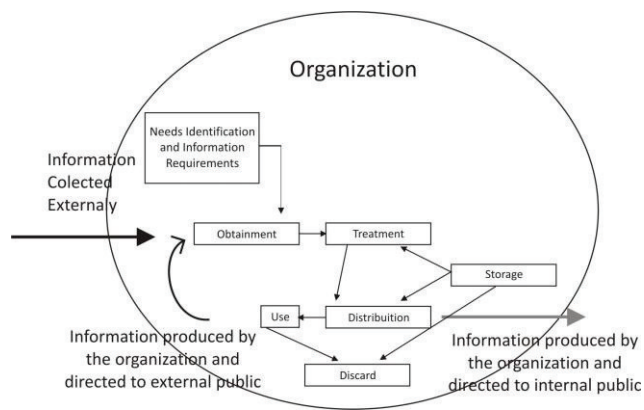 Organization
Needs Identification
and Information
Requirements
Information
Colected
Externaly
Obtainment
Treatment
Storage
Use
Distribuition
Information produced by
the organization and
directed to external public
Information produced by
the organization and
directed to internal public
Discard